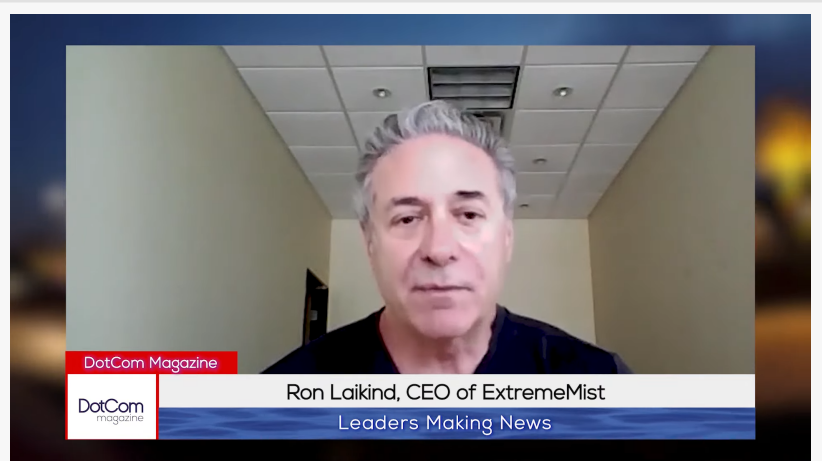 DotCom Magazine
DotCom
magazine
Ron Laikind, CEO of ExtremeMist
Leaders Making News